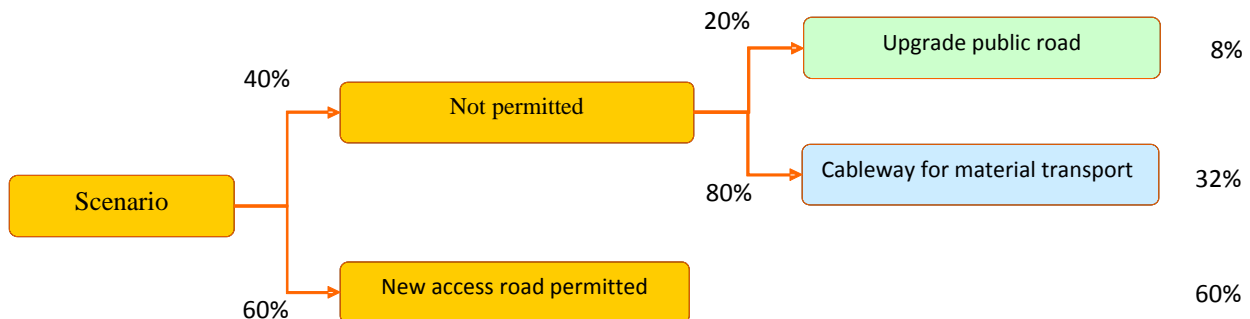 20%
Upgrade public road
8%
40%
Not permitted
Cableway for material transport
32%
80%
Scenario
New access road permitted
60%
60%